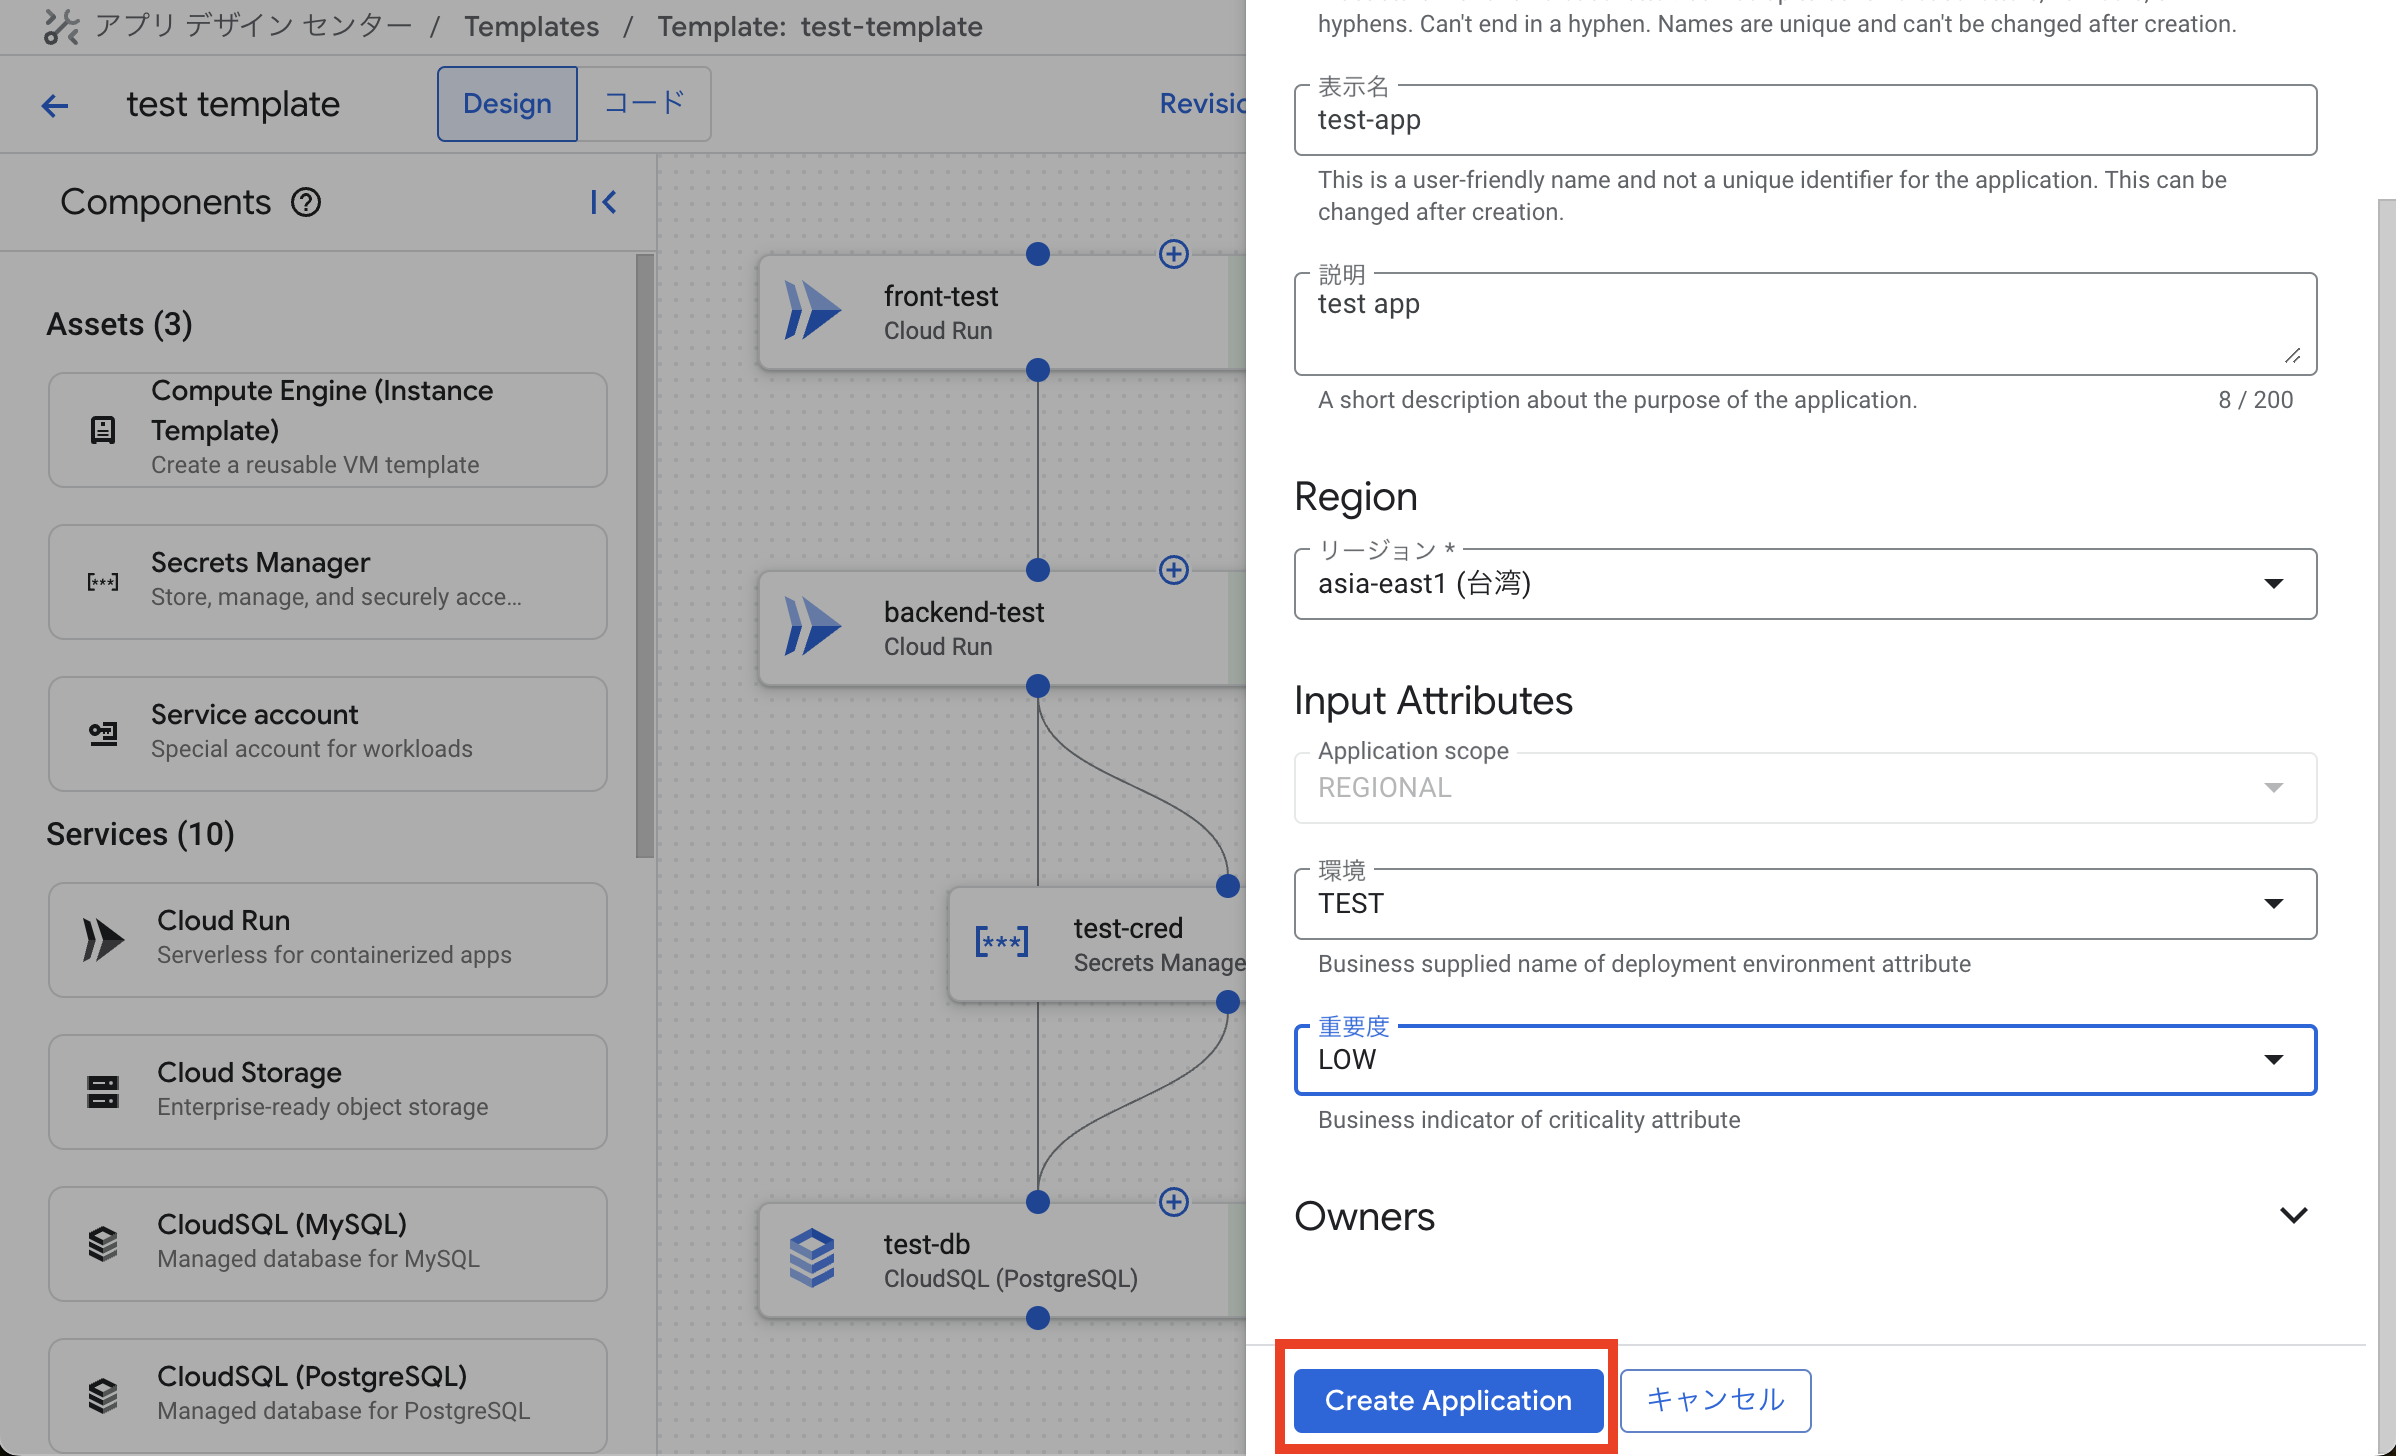 アプリ デザイン センター / Templates / Template: test-template
test template
Design
コード
Components
Assets (3)
Compute Engine (Instance
Template)
Create a reusable VM template
Secrets Manager
Store, manage, and securely acce...
Service account
Special account for workloads
Services (10)
Cloud Run
Serverless for containerized apps
Cloud Storage
Enterprise-ready object storage
CloudSQL (MySQL)
Managed database for MySQL
CloudSQL (PostgreSQL)
Managed database for PostgreSQL
front-test
Cloud Run
backend-test
Cloud Run
[***]
test-cred
Secrets Manage
test-db
CloudSQL (PostgreSQL)
hyphens. Can't end in a hyphen. Names are unique and can't be changed after creation.
表示名
test-app
This is a user-friendly name and not a unique identifier for the application. This can be
changed after creation.
説明
test app
A short description about the purpose of the application.
8 / 200
Region
リージョン *
asia-east1 (台湾)
Input Attributes
Application scope
REGIONAL
環境
TEST
Business supplied name of deployment environment attribute
重要度
LOW
Business indicator of criticality attribute
Owners
Create Application
キャンセル